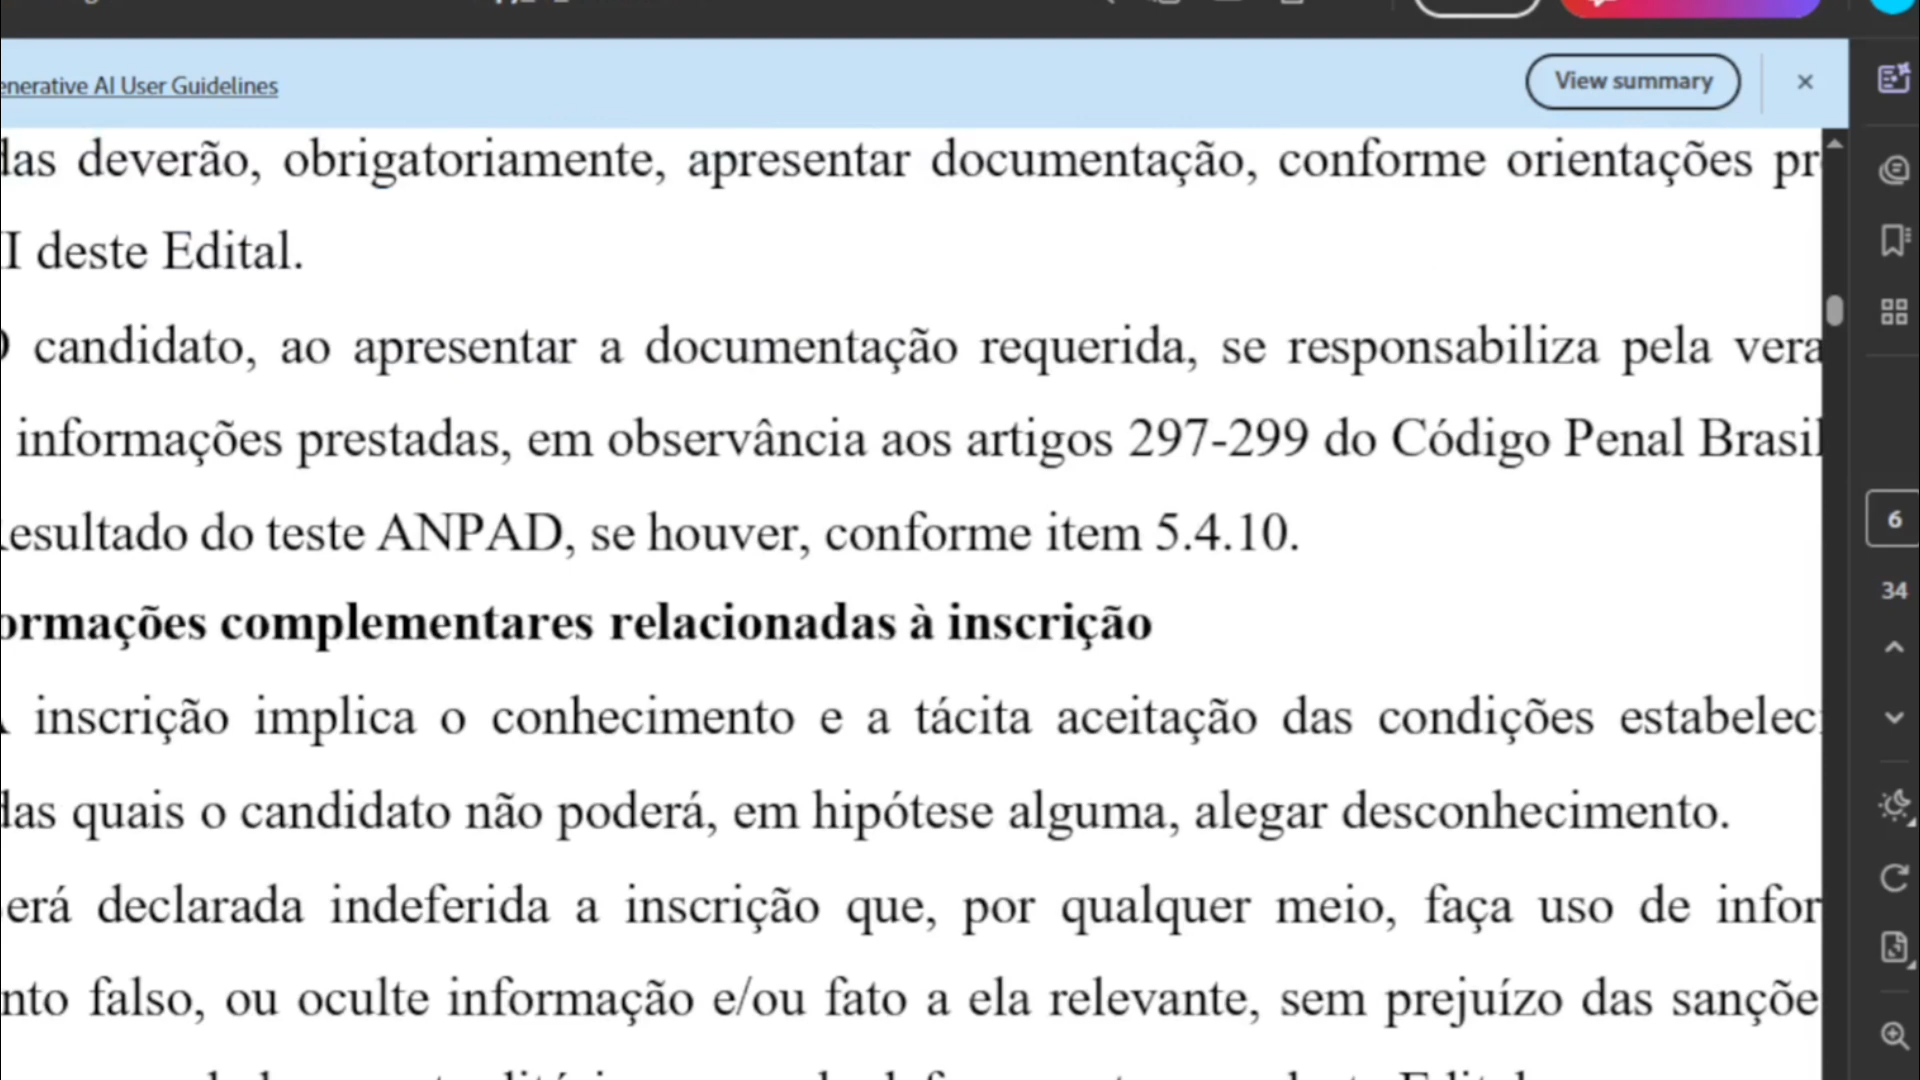 Generative AI User Guidelines
View summary
das deverão, obrigatoriamente, apresentar documentação, conforme orientações pr
I deste Edital.
O candidato, ao apresentar a documentação requerida, se responsabiliza pela vera
informações prestadas, em observância aos artigos 297-299 do Código Penal Brasil
Resultado do teste ANPAD, se houver, conforme item 5.4.10.
ormações complementares relacionadas à inscrição
A inscrição implica o conhecimento e a tácita aceitação das condições estabeleci
das quais o candidato não poderá, em hipótese alguma, alegar desconhecimento.
Será declarada indeferida a inscrição que, por qualquer meio, faça uso de infor
nto falso, ou oculte informação e/ou fato a ela relevante, sem prejuízo das sançõe
6
34